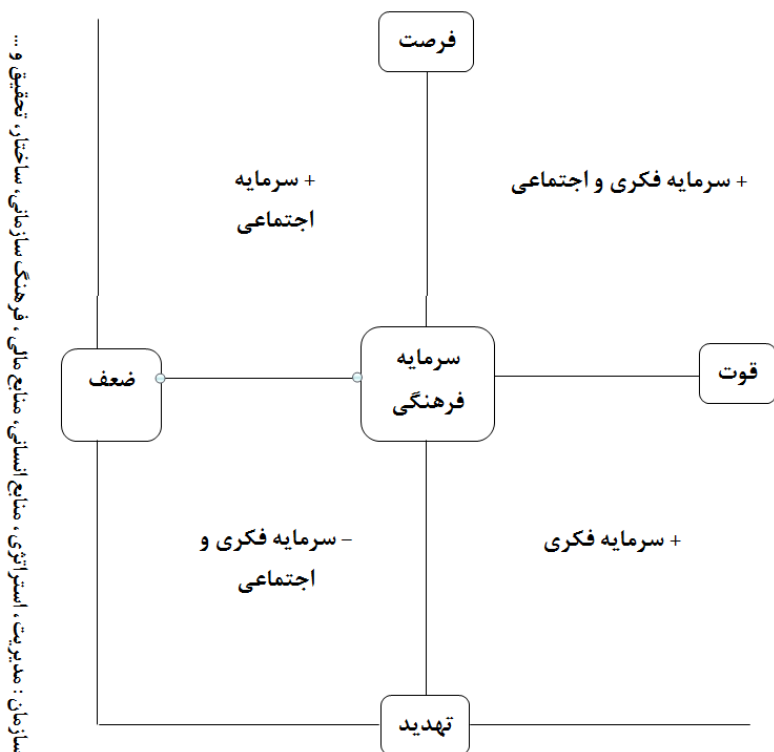 فرصت
+ سرمایه فکری و اجتماعی
+ سرمایه
اجتماعی
قوت
سرمایه
فرهنگی
ضعف
+ سرمایه فکری
– سرمایه فکری و
اجتماعی
تهدید
سازمان : مدیریت، استراتژی، منابع انسانی، منابع مالی ، فرهنگ سازمانی، ساختار، تحقیق و ...